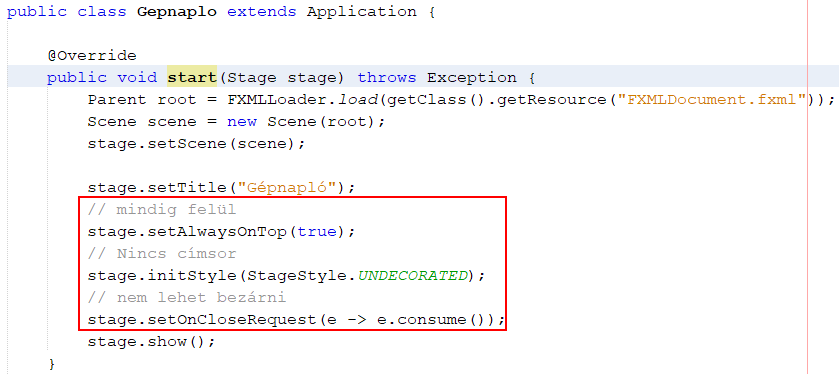 public class Gepnaplo extends Application {
@Override
public void start(Stage stage) throws Exception {
Parent root = FXMLLoader.load(getClass().getResource("FXMLDocument.fxml"));
Scene scene = new Scene(root);
stage.setScene(scene);
stage.setTitle("Gépnapló");
// mindig felül
stage.setAlwaysOnTop(true);
// Nincs címsor
stage.initStyle(StageStyle.UNDECORATED);
// nem lehet bezárni
stage.setOnCloseRequest(e -> e.consume());
stage.show();
}